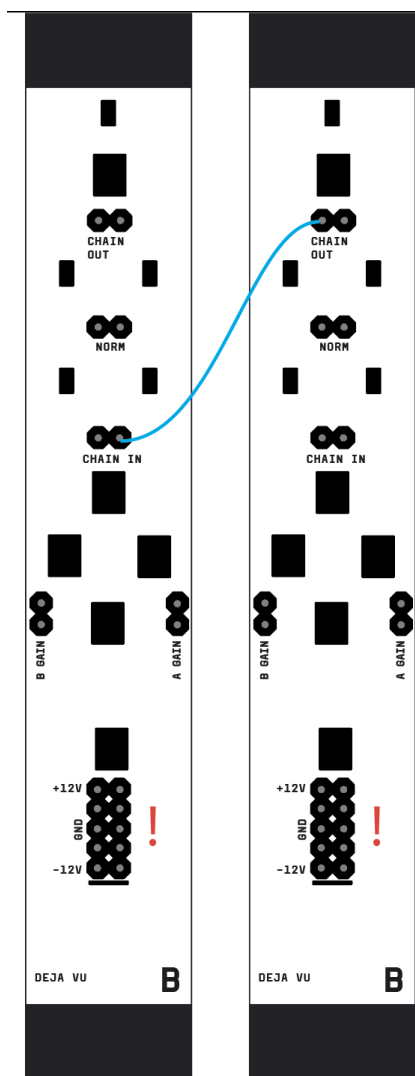 CHAIN
OUT
NORM
CHAIN IN
B GAIN
A GAIN
+12V
GND
-12V
!
DEJA VU
B
CHAIN
OUT
NORM
CHAIN IN
B GAIN
A GAIN
+12V
GND
-12V
!
DEJA VU
B